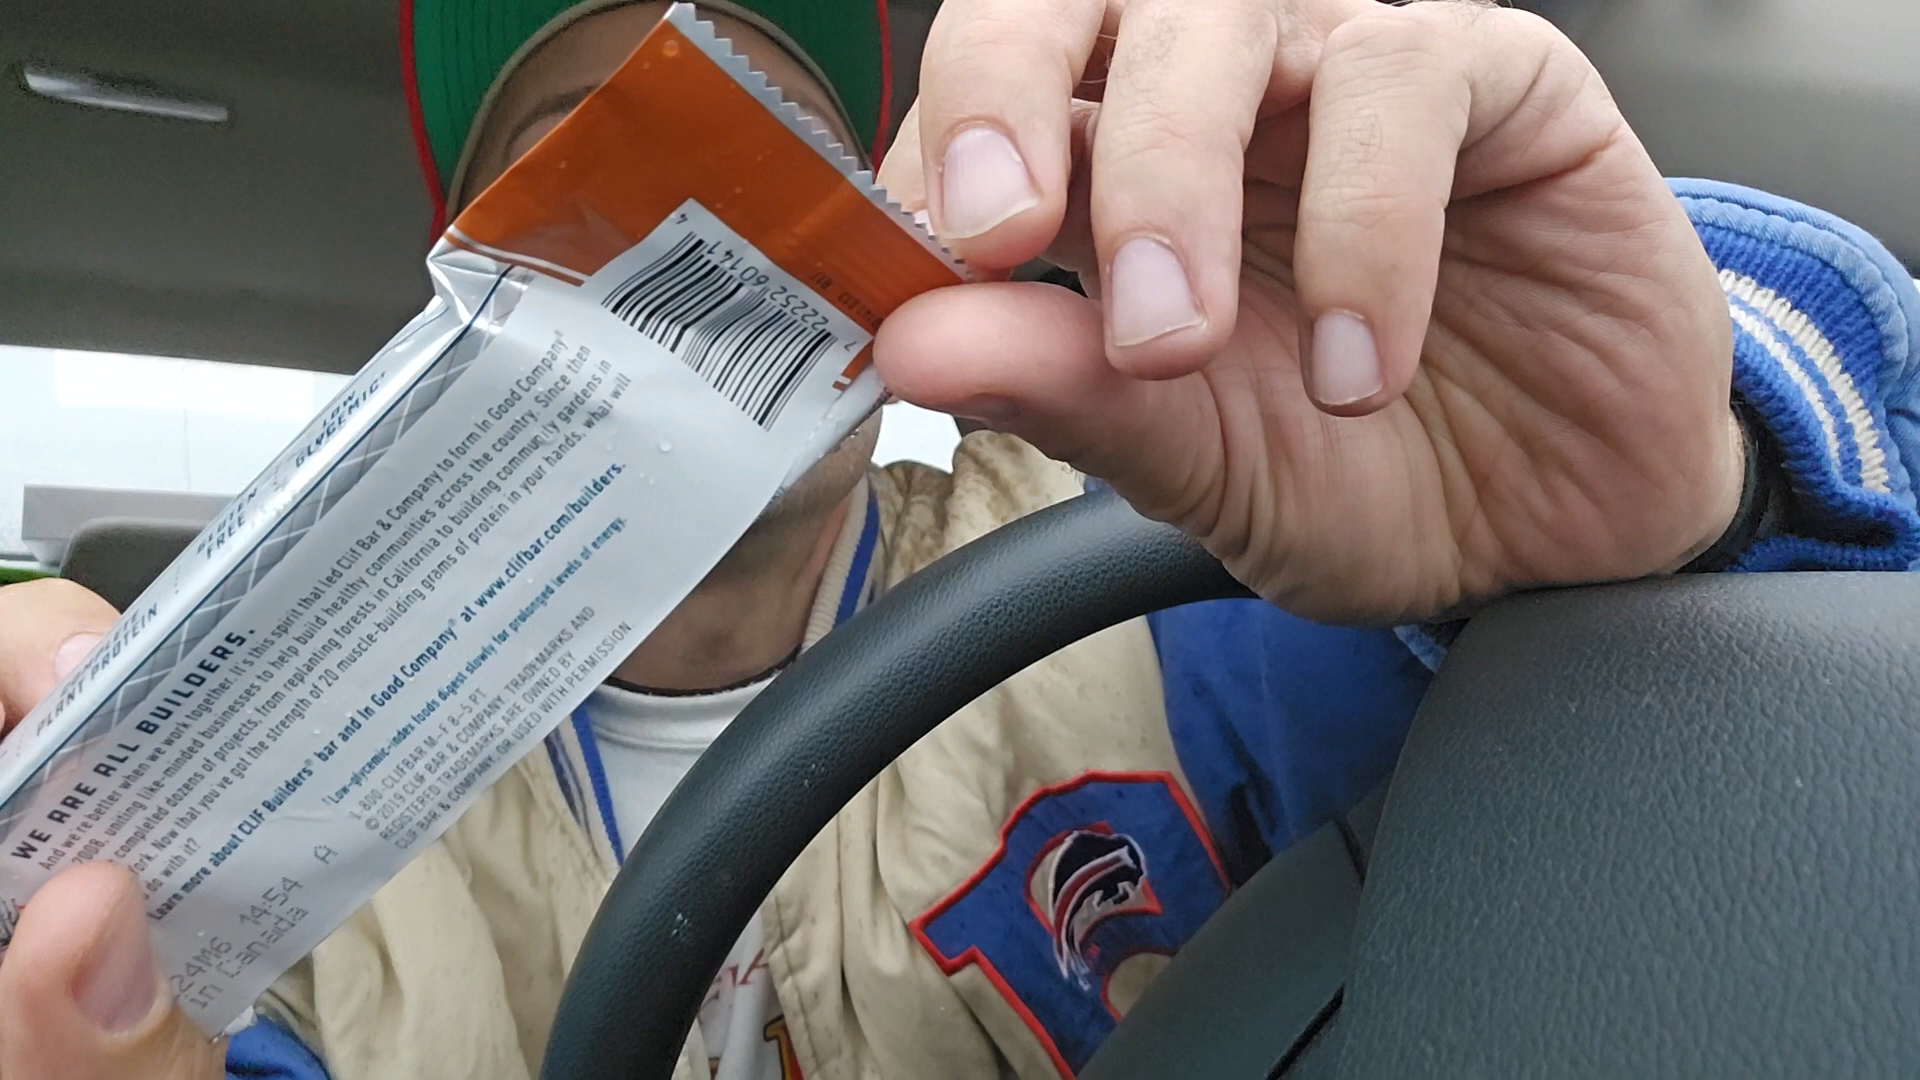 LOW
GLYCEMIC†
GLUTEN
FREE
COMPLETE
PLANT PROTEIN
4
22252 60141
7
WE ARE ALL BUILDERS.
And we're better when we work together. It's this spirit that led Clif Bar & Company to form In Good Company®
2008, uniting like-minded businesses to help build healthy communities across the country. Since then
completed dozens of projects, from replanting forests in California to building community gardens in
ork. Now that you've got the strength of 20 muscle-building grams of protein in your hands, what will
do with it?
Learn more about CLIF Builders® bar and In Good Company® at www.clifbar.com/builders.
†Low-glycemic-index foods digest slowly for prolonged levels of energy.
1-800-CLIFBAR M-F 8-5 PT
© 2019 CLIF BAR & COMPANY. TRADEMARKS AND
REGISTERED TRADEMARKS ARE OWNED BY
CLIF BAR & COMPANY, OR USED WITH PERMISSION.
24M6 14:54 A
in Canada